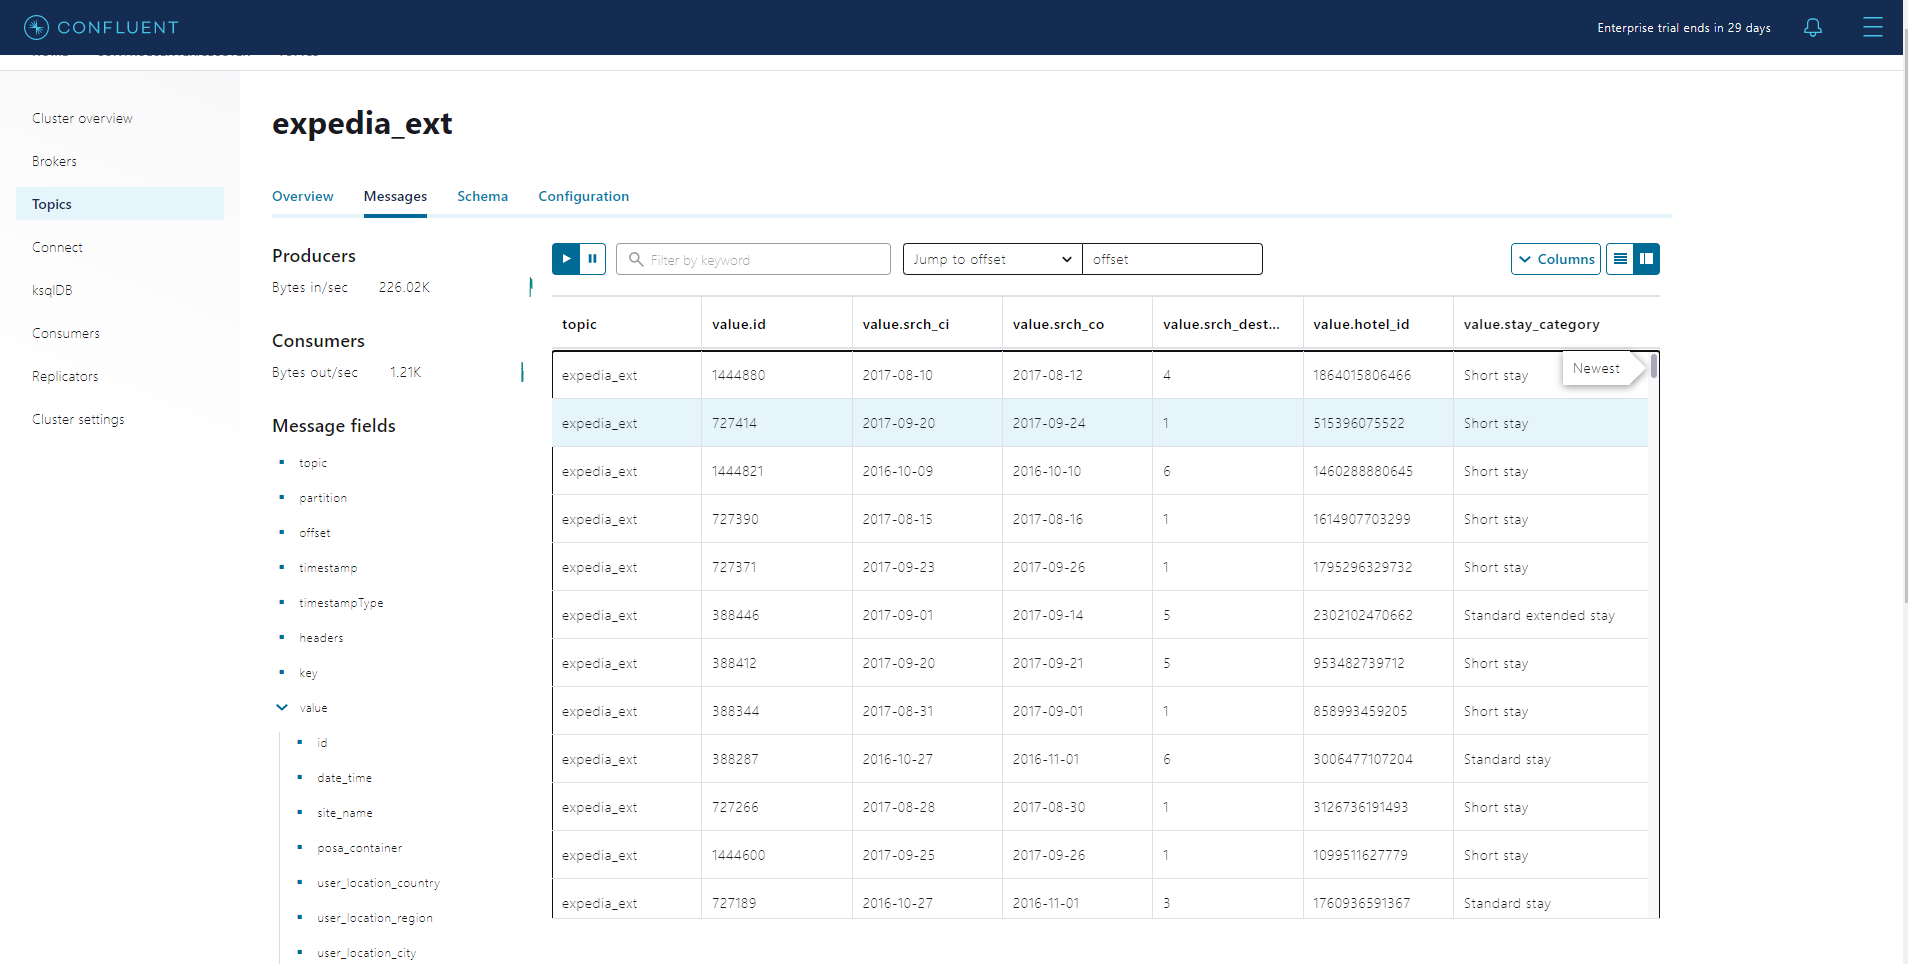 CONFLUENT
Enterprise trial ends in 29 days
Cluster overview
Brokers
Topics
Connect
ksqlDB
Consumers
Replicators
Cluster settings
expedia_ext
Overview Messages Schema Configuration
Producers
Bytes in/sec 226.02K
Consumers
Bytes out/sec 1.21K
Message fields
topic
partition
offset
timestamp
timestampType
headers
key
value
id
date_time
site_name
posa_container
user_location_country
user_location_region
user_location_city
Filter by keyword Jump to offset offset Columns
topic value.id value.srch_ci value.srch_co value.srch_dest... value.hotel_id value.stay_category
Newest
expedia_ext 1444880 2017-08-10 2017-08-12 4 1864015806466 Short stay
expedia_ext 727414 2017-09-20 2017-09-24 1 515396075522 Short stay
expedia_ext 1444821 2016-10-09 2016-10-10 6 1460288880645 Short stay
expedia_ext 727390 2017-08-15 2017-08-16 1 1614907703299 Short stay
expedia_ext 727371 2017-09-23 2017-09-26 1 1795296329732 Short stay
expedia_ext 388446 2017-09-01 2017-09-14 5 2302102470662 Standard extended stay
expedia_ext 388412 2017-09-20 2017-09-21 5 953482739712 Short stay
expedia_ext 388344 2017-08-31 2017-09-01 1 858993459205 Short stay
expedia_ext 388287 2016-10-27 2016-11-01 6 3006477107204 Standard stay
expedia_ext 727266 2017-08-28 2017-08-30 1 3126736191493 Short stay
expedia_ext 1444600 2017-09-25 2017-09-26 1 1099511627779 Short stay
expedia_ext 727189 2016-10-27 2016-11-01 3 1760936591367 Standard stay